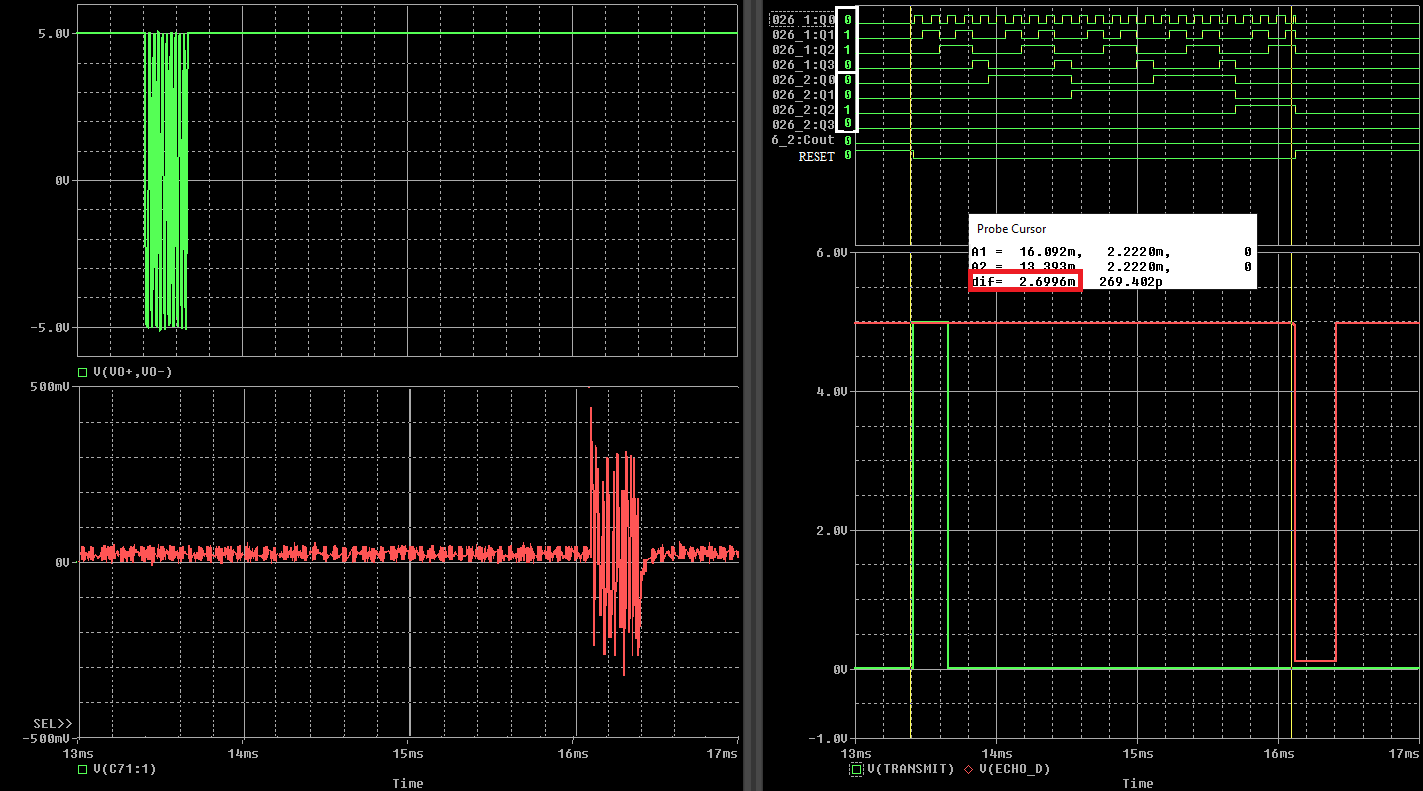 5.0V
0V
-5.0V
V(VO+,VO-)
500mV
0V
SEL>>
-500mV
13ms 14ms 15ms 16ms 17ms
V(C71:1)
Time
026_1:Q0 0
026_1:Q1 1
026_1:Q2 1
026_1:Q3 0
026_2:Q0 0
026_2:Q1 0
026_2:Q2 1
026_2:Q3 0
6_2:Cout 0
RESET 0
Probe Cursor
A1 = 16.092m, 2.2220m, 0
A2 = 13.393m, 2.2220m, 0
dif= 2.6996m 269.402p
6.0V
4.0V
2.0V
0V
-1.0V
13ms 14ms 15ms 16ms 17ms
V(TRANSMIT) V(ECHO_D)
Time